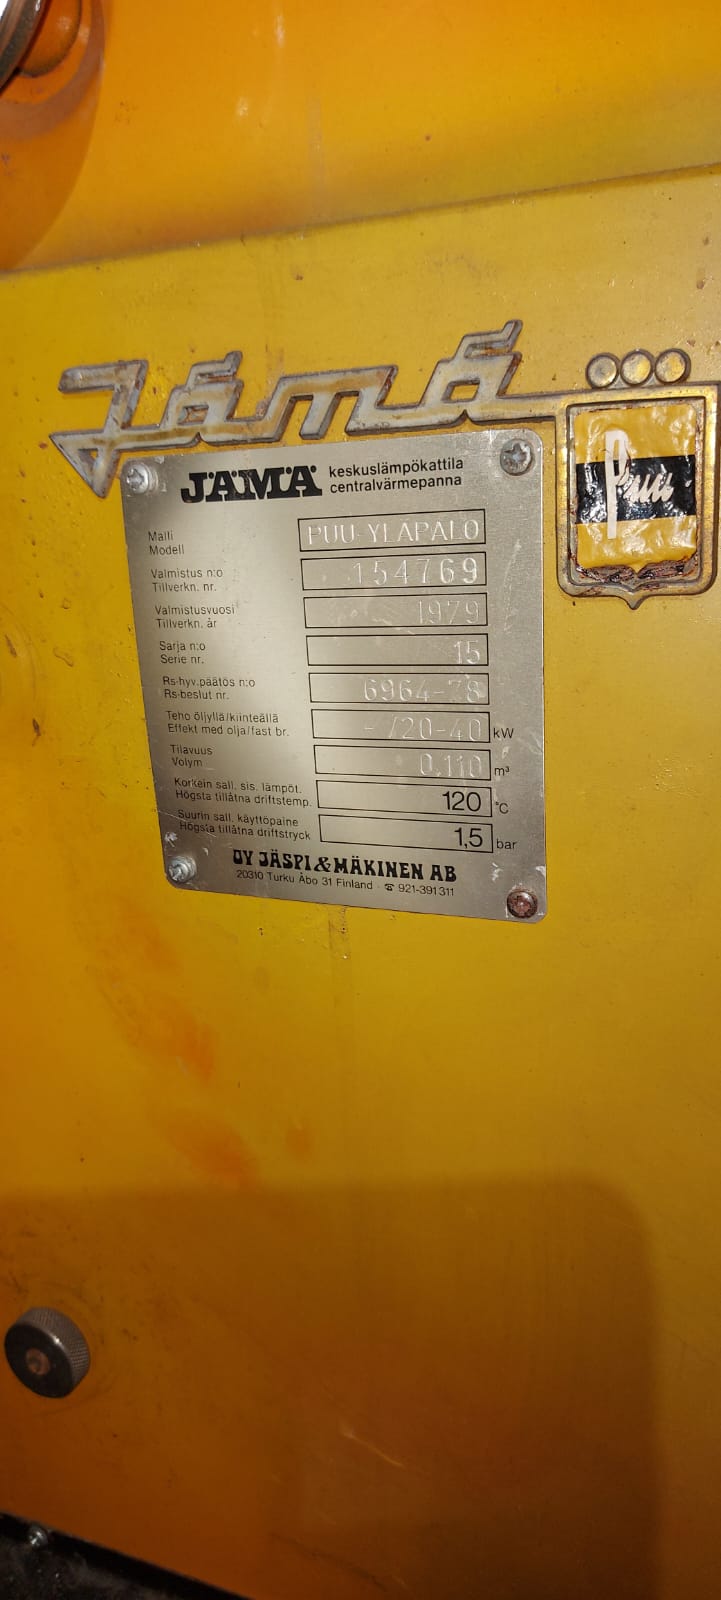 Jämä
Puu
JÄMÄ keskuslämpökattila
centralvärmepanna
Malli
Modell PUU-YLÄPALO
Valmistus n:o
Tillverkn. nr. 154769
Valmistusvuosi
Tillverkn. år 1979
Sarja n:o
Serie nr. 15
Rs-hyv.päätös n:o
Rs-beslut nr. 6964-78
Teho öljyllä/kiinteällä
Effekt med olja/fast br. - /20-40 kW
Tilavuus
Volym 0,110 m³
Korkein sall. sis. lämpöt.
Högsta tillåtna driftstemp. 120 °C
Suurin sall. käyttöpaine
Högsta tillåtna driftstryck 1,5 bar
OY JÄSPI & MÄKINEN AB
20310 Turku Åbo 31 Finland · ☎ 921-391 311